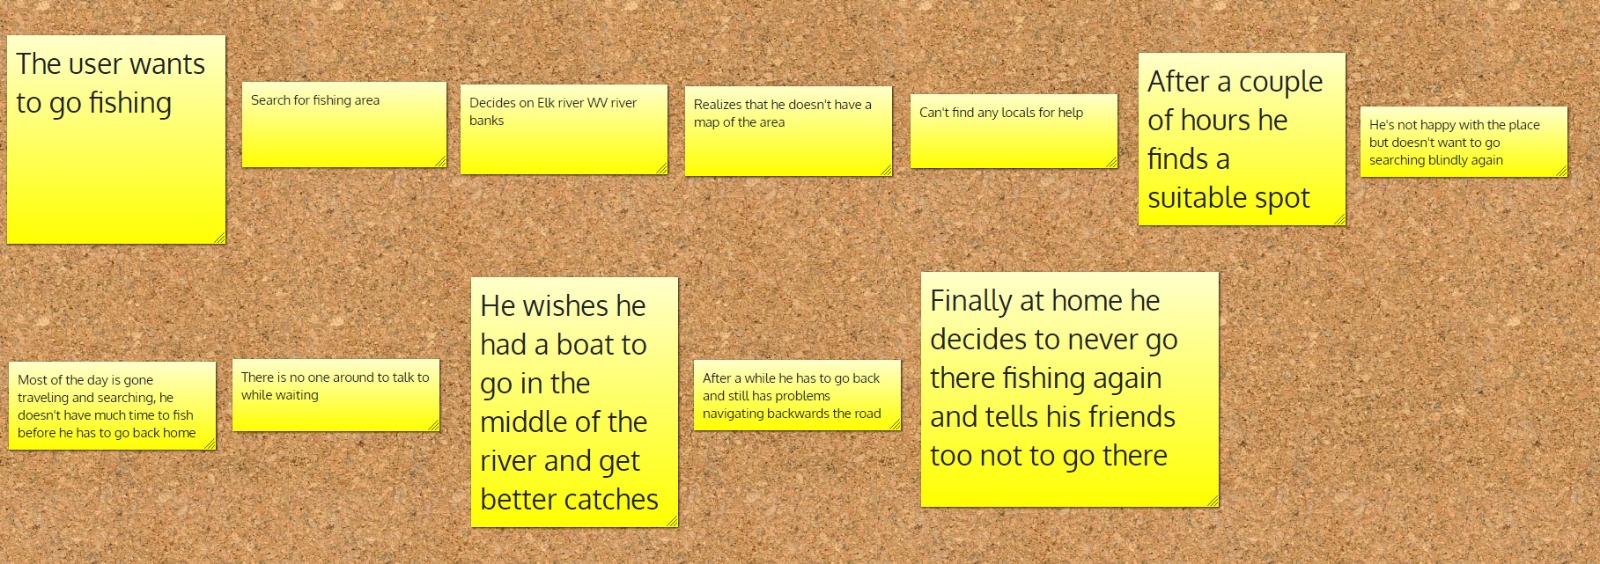 The user wants
to go fishing
Search for fishing area
Decides on Elk river WV river
banks
Realizes that he doesn't have a
map of the area
Can't find any locals for help
After a couple
of hours he
finds a
suitable spot
He's not happy with the place
but doesn't want to go
searching blindly again
Most of the day is gone
traveling and searching, he
doesn't have much time to fish
before he has to go back home
There is no one around to talk to
while waiting
He wishes he
had a boat to
go in the
middle of the
river and get
better catches
After a while he has to go back
and still has problems
navigating backwards the road
Finally at home he
decides to never go
there fishing again
and tells his friends
too not to go there